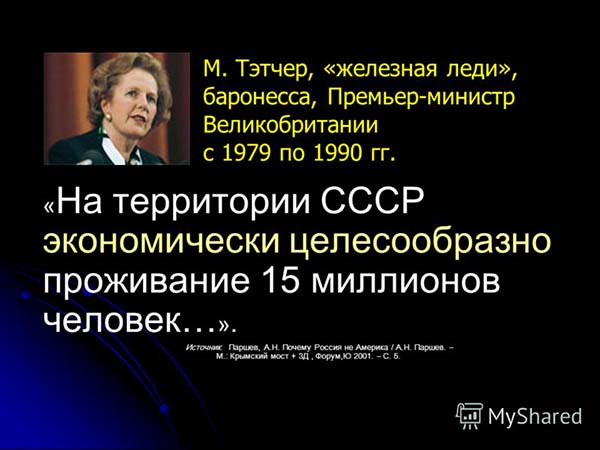 М. Тэтчер, «железная леди»,
баронесса, Премьер-министр
Великобритании
с 1979 по 1990 гг.
«На территории СССР
экономически целесообразно
проживание 15 миллионов
человек…».
Источник: Паршев, А.Н. Почему Россия не Америка / А.Н. Паршев. –
М.: Крымский мост + 3Д , Форум,Ю 2001. – С. 5.
MyShared